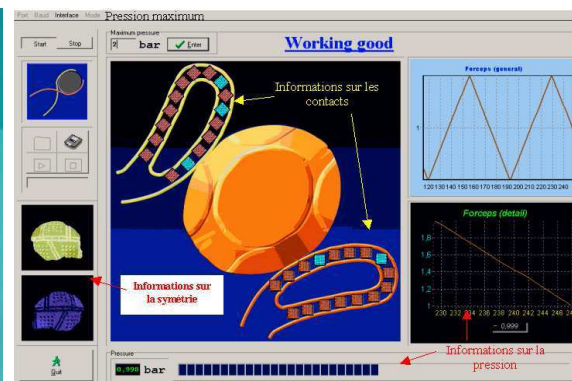 Port Baud Interface Mode
Pression maximum
Start Stop
Maximum pressure
bar Enter
Working good
Forceps (general)
1
120 130 140 150 160 170 180 190 200 210 220 230 240
Informations sur les
contacts
Forceps (detail)
1,8
1,6
1,4
1,2
1
230 232 234 236 238 240 242 244 246
0,999
Informations sur
la symétrie
Informations sur la
pression
Pressure
0,998 bar
Quit